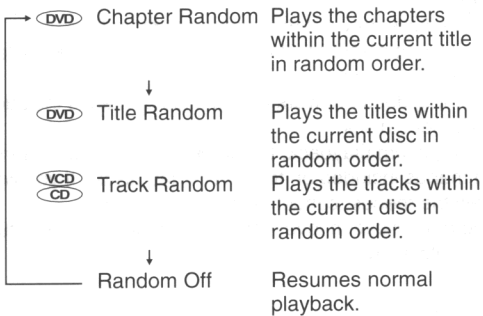 DVD Chapter Random Plays the chapters
within the current title
in random order.
DVD Title Random Plays the titles within
the current disc in
random order.
VCD
CD Track Random Plays the tracks within
the current disc in
random order.
Random Off Resumes normal
playback.